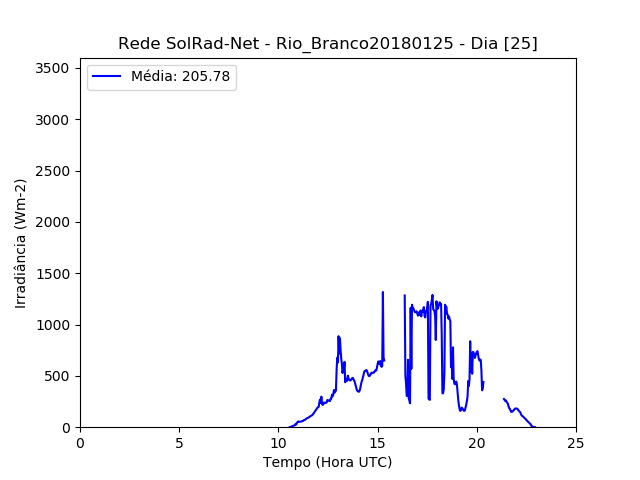 Rede SolRad-Net - Rio_Branco20180125 - Dia [25]
Média: 205.78
Irradiância (Wm-2)
3500
3000
2500
2000
1500
1000
500
0
0 5 10 15 20 25
Tempo (Hora UTC)